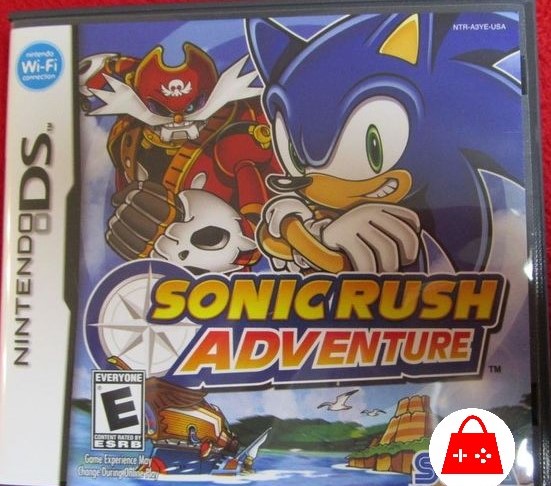 Nintendo
Wi-Fi
connection
NTR-A3YE-USA
NINTENDO DS
TM
SONIC RUSH
ADVENTURE
TM
EVERYONE
E
CONTENT RATED BY
ESRB
Game Experience May
Change During Online Play